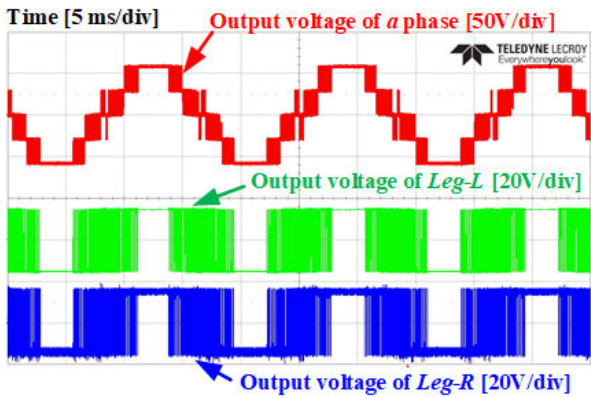 Time [5 ms/div]
Output voltage of a phase [50V/div]
TELEDYNE LECROY
Everywhereyoulook"
Output voltage of Leg-L [20V/div]
Output voltage of Leg-R [20V/div]